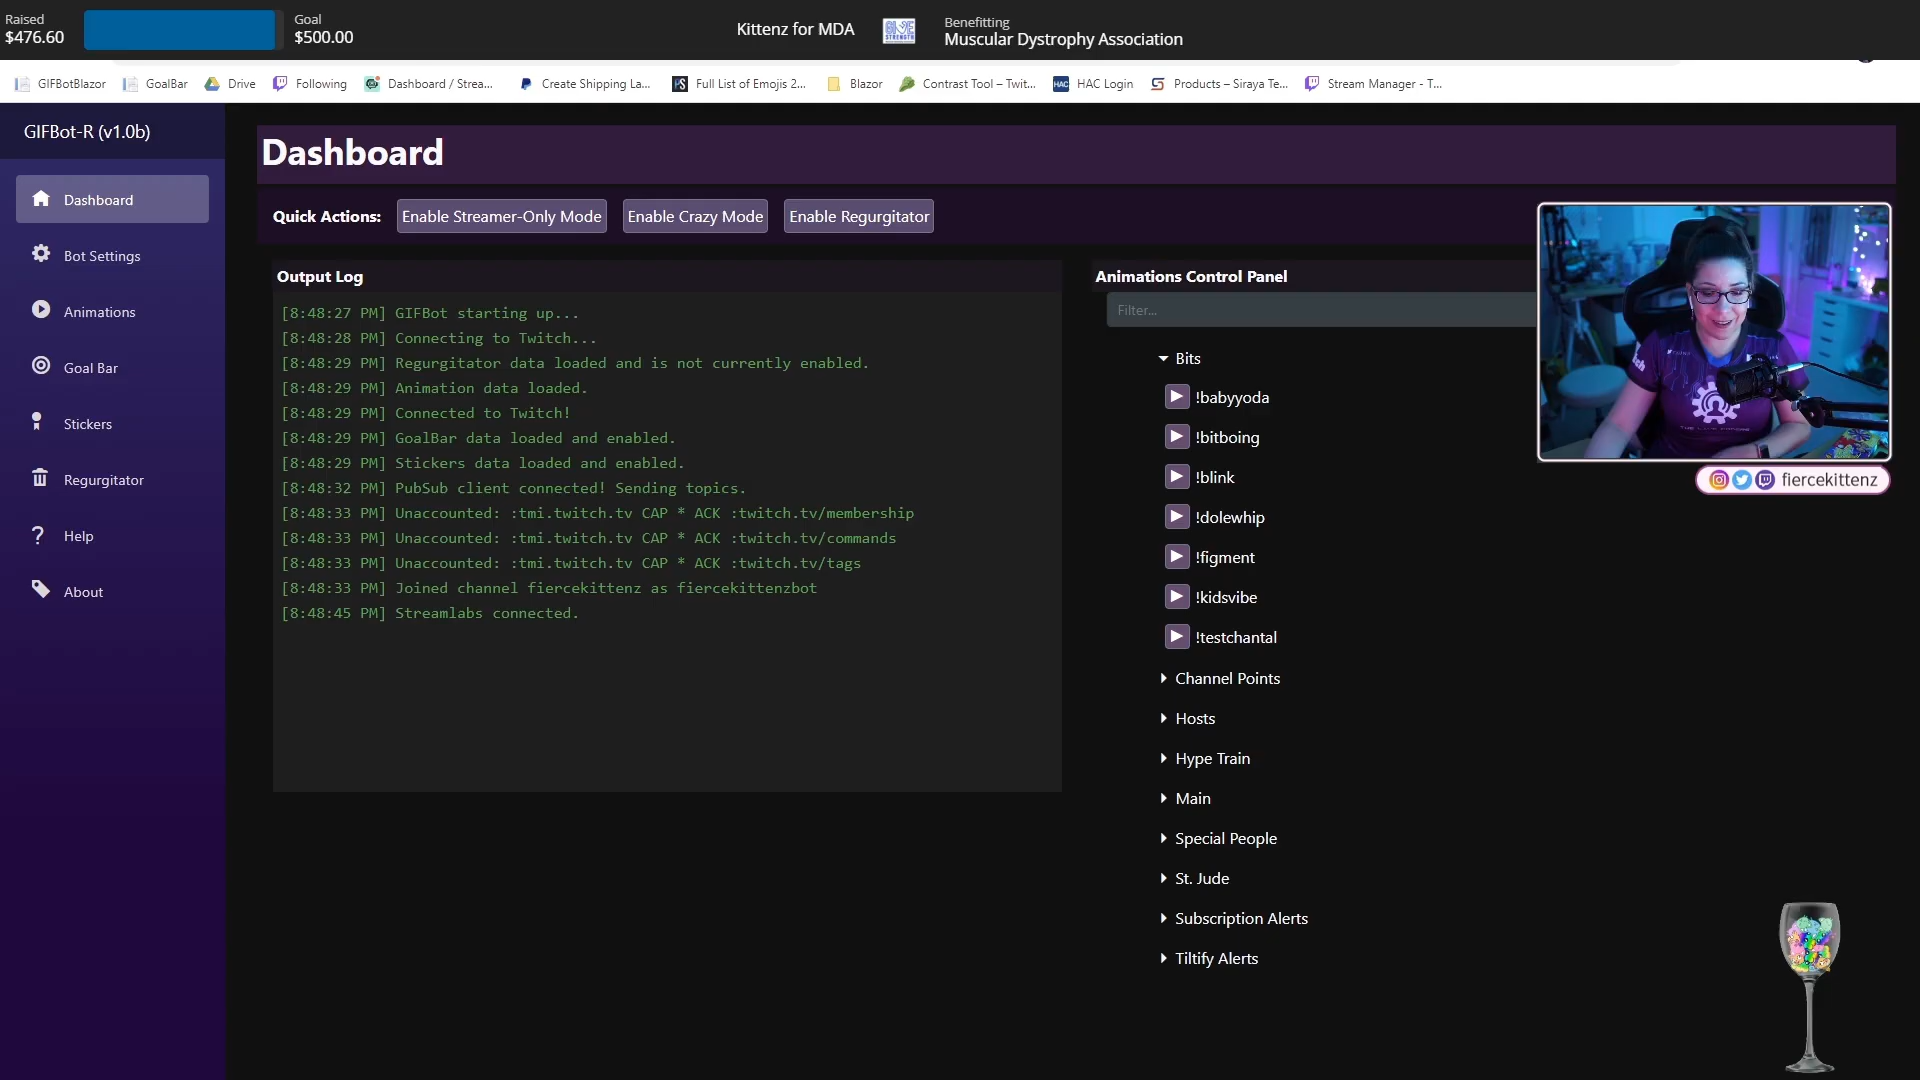 Raised
$476.60
Goal
$500.00
Kittenz for MDA
GIVE STRENGTH
Benefitting
Muscular Dystrophy Association
GIFBotBlazor
GoalBar
Drive
Following
Dashboard / Strea...
Create Shipping La...
Full List of Emojis 2...
Blazor
Contrast Tool – Twit...
HAC
HAC Login
Products – Siraya Te...
Stream Manager - T...
GIFBot-R (v1.0b)
Dashboard
Bot Settings
Animations
Goal Bar
Stickers
Regurgitator
Help
About
Dashboard
Quick Actions:
Enable Streamer-Only Mode
Enable Crazy Mode
Enable Regurgitator
Output Log
[8:48:27 PM] GIFBot starting up...
[8:48:28 PM] Connecting to Twitch...
[8:48:29 PM] Regurgitator data loaded and is not currently enabled.
[8:48:29 PM] Animation data loaded.
[8:48:29 PM] Connected to Twitch!
[8:48:29 PM] GoalBar data loaded and enabled.
[8:48:29 PM] Stickers data loaded and enabled.
[8:48:32 PM] PubSub client connected! Sending topics.
[8:48:33 PM] Unaccounted: :tmi.twitch.tv CAP * ACK :twitch.tv/membership
[8:48:33 PM] Unaccounted: :tmi.twitch.tv CAP * ACK :twitch.tv/commands
[8:48:33 PM] Unaccounted: :tmi.twitch.tv CAP * ACK :twitch.tv/tags
[8:48:33 PM] Joined channel fiercekittenz as fiercekittenzbot
[8:48:45 PM] Streamlabs connected.
Animations Control Panel
Filter...
Bits
!babyyoda
!bitboing
!blink
!dolewhip
!figment
!kidsvibe
!testchantal
Channel Points
Hosts
Hype Train
Main
Special People
St. Jude
Subscription Alerts
Tiltify Alerts
fiercekittenz